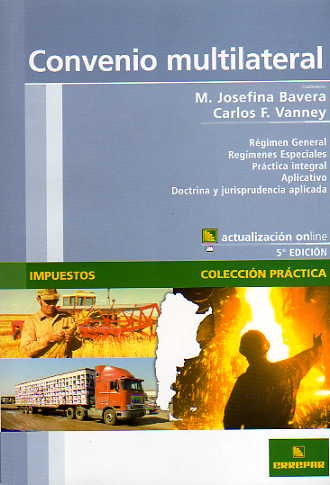 Convenio multilateral
M. Josefina Bavera
Carlos F. Vanney
Régimen General
Regímenes Especiales
Práctica integral
Aplicativo
Doctrina y jurisprudencia aplicada
actualización online
5ª EDICIÓN
IMPUESTOS
COLECCIÓN PRÁCTICA
ERREPAR